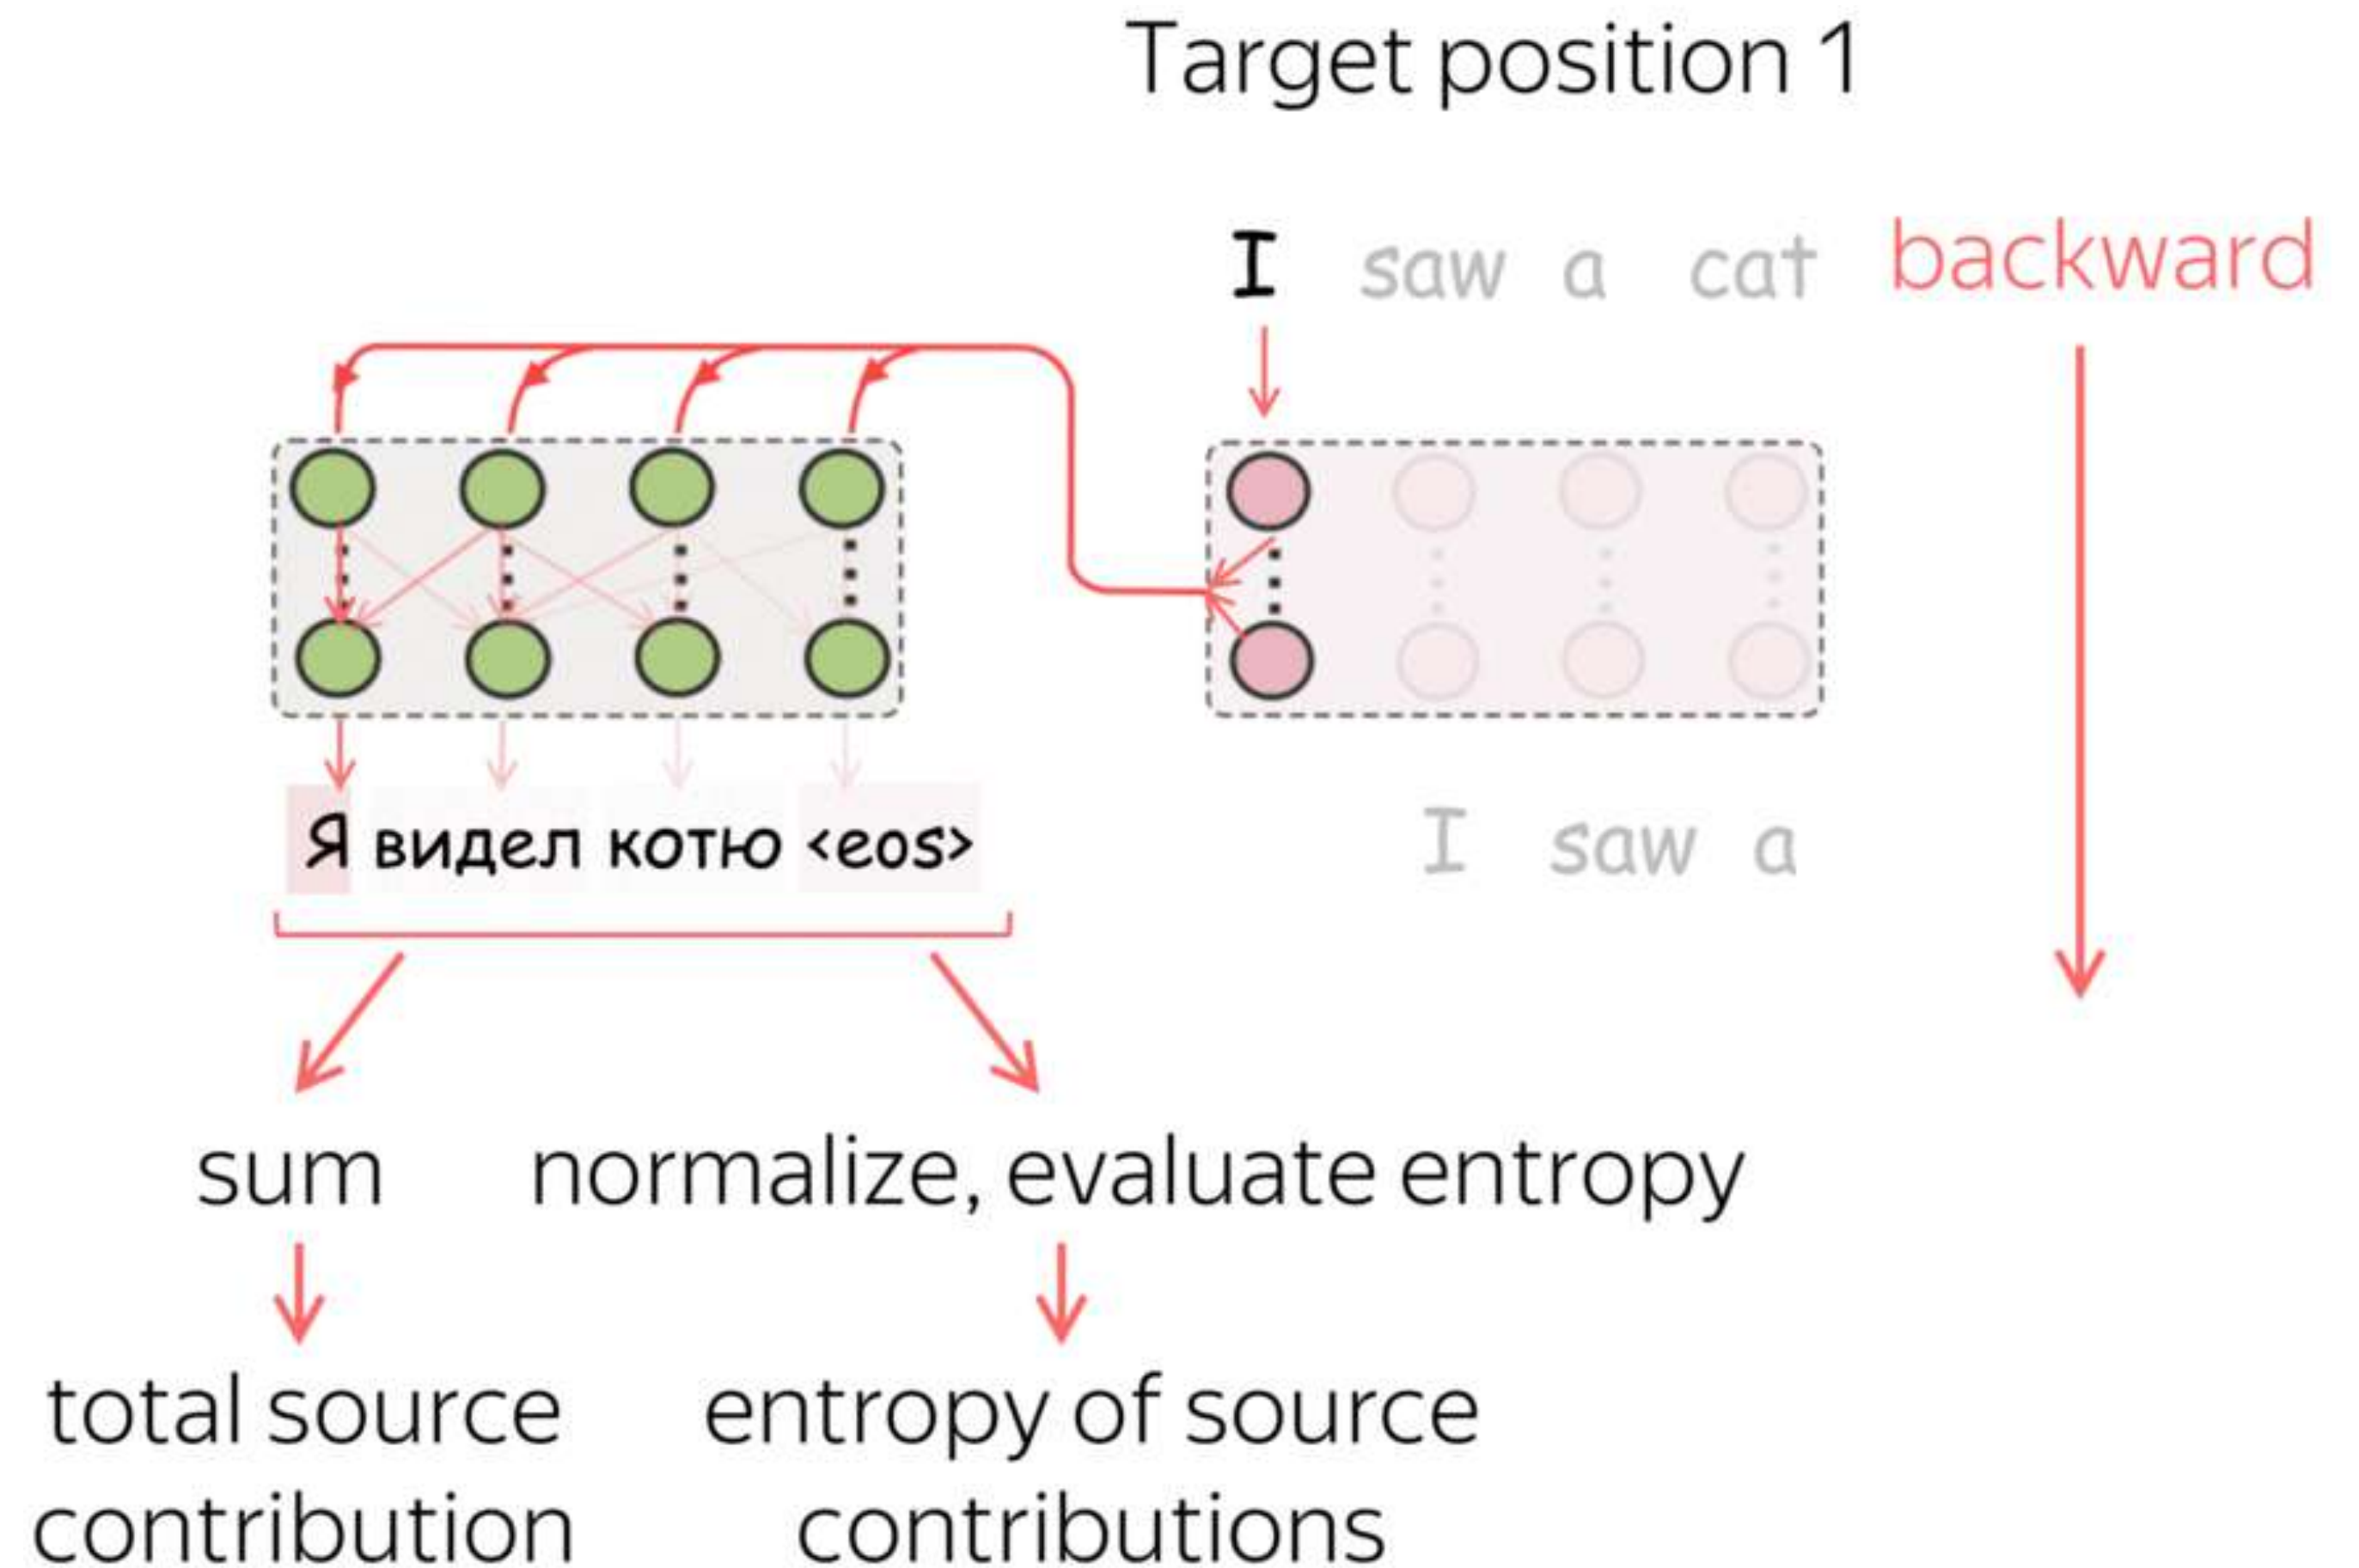 Target position 1
I saw a cat backward
Я видел котю <eos>
I saw a
sum
normalize, evaluate entropy
total source
contribution
entropy of source
contributions